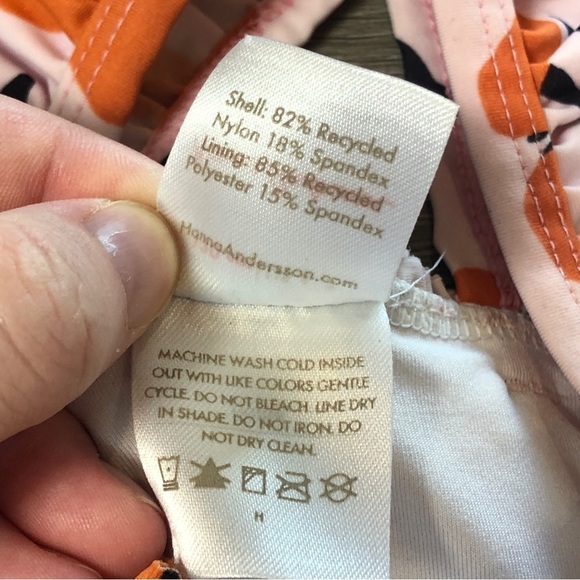 Shell: 82% Recycled
Nylon 18% Spandex
Lining: 85% Recycled
Polyester 15% Spandex
HannaAndersson.com
MACHINE WASH COLD INSIDE
OUT WITH LIKE COLORS GENTLE
CYCLE. DO NOT BLEACH. LINE DRY
IN SHADE. DO NOT IRON. DO
NOT DRY CLEAN.
H